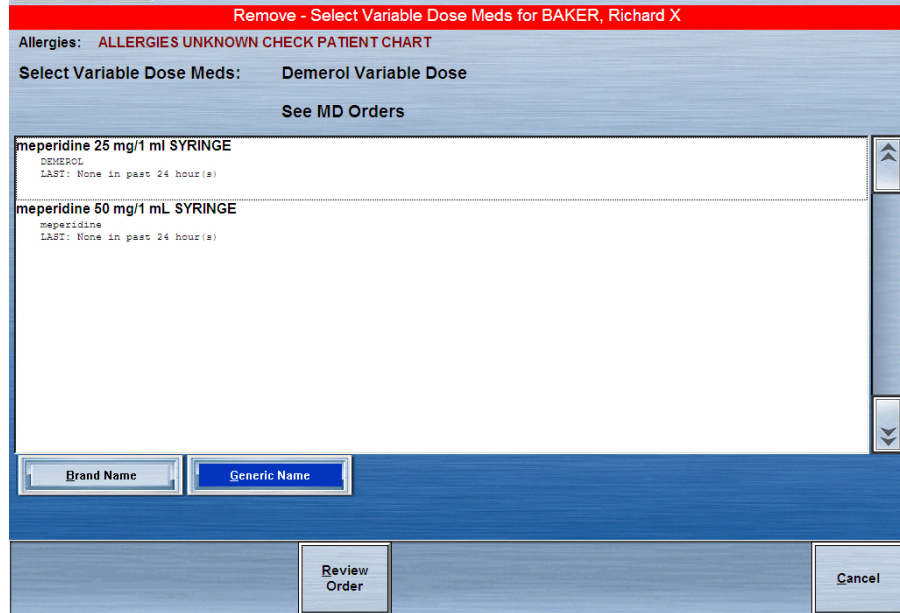 Remove - Select Variable Dose Meds for BAKER, Richard X
Allergies: ALLERGIES UNKNOWN CHECK PATIENT CHART
Select Variable Dose Meds: Demerol Variable Dose
See MD Orders
meperidine 25 mg/1 ml SYRINGE
DEMEROL
LAST: None in past 24 hour(s)
meperidine 50 mg/1 mL SYRINGE
meperidine
LAST: None in past 24 hour(s)
Brand Name Generic Name
Review
Order
Cancel